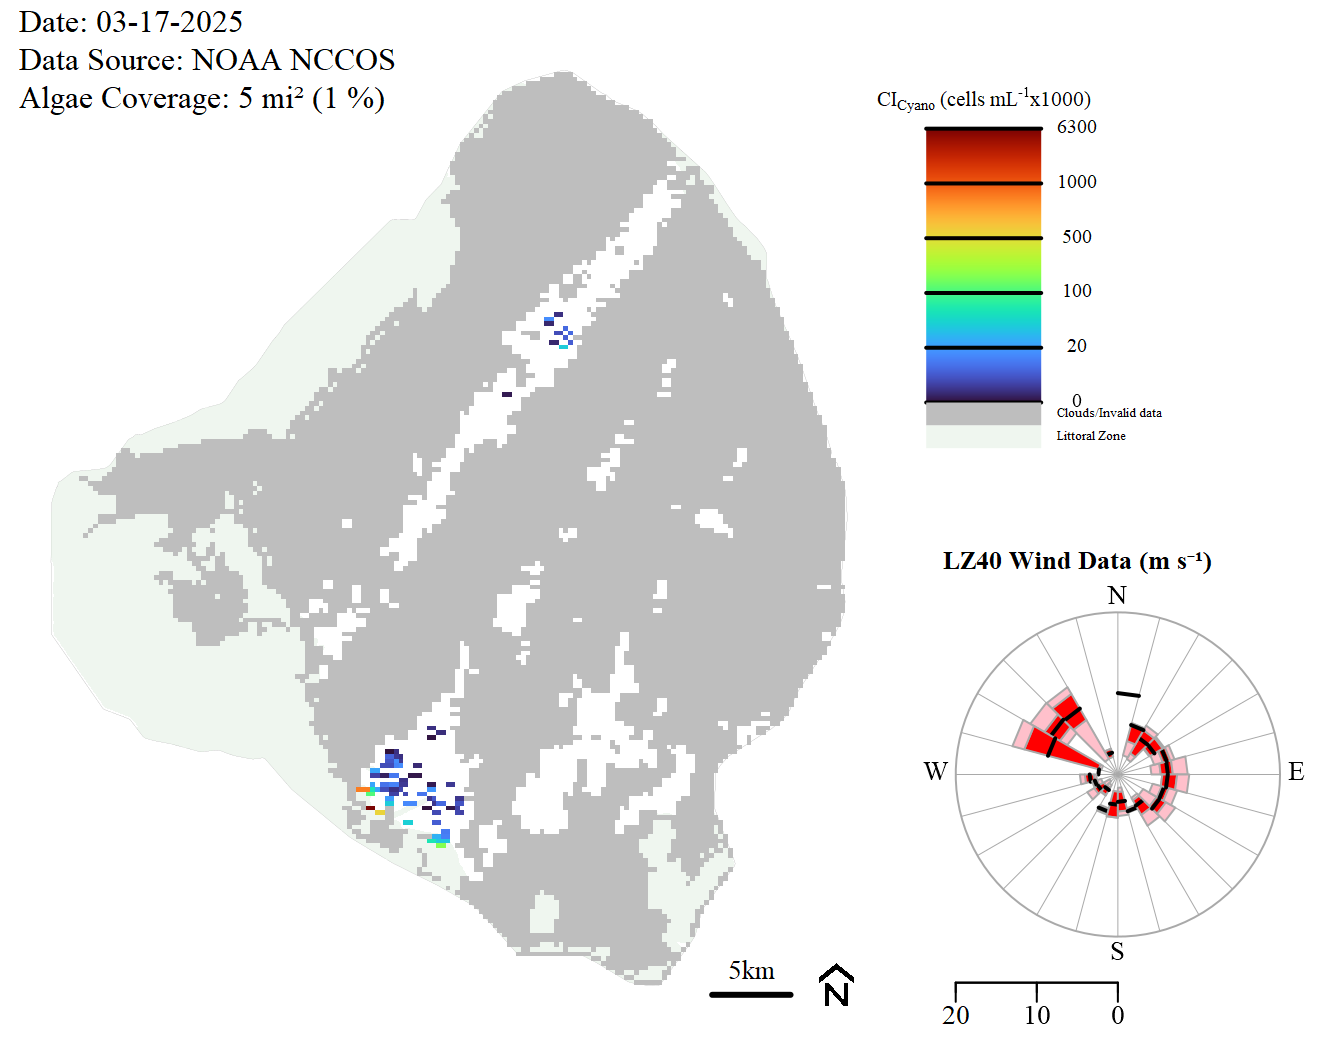 Date: 03-17-2025
Data Source: NOAA NCCOS
Algae Coverage: 5 mi² (1 %)
CICyano (cells mL-1x1000)
6300
1000
500
100
20
0
Clouds/Invalid data
Littoral Zone
LZ40 Wind Data (m s⁻¹)
N
W
E
S
5km
N
20 10 0